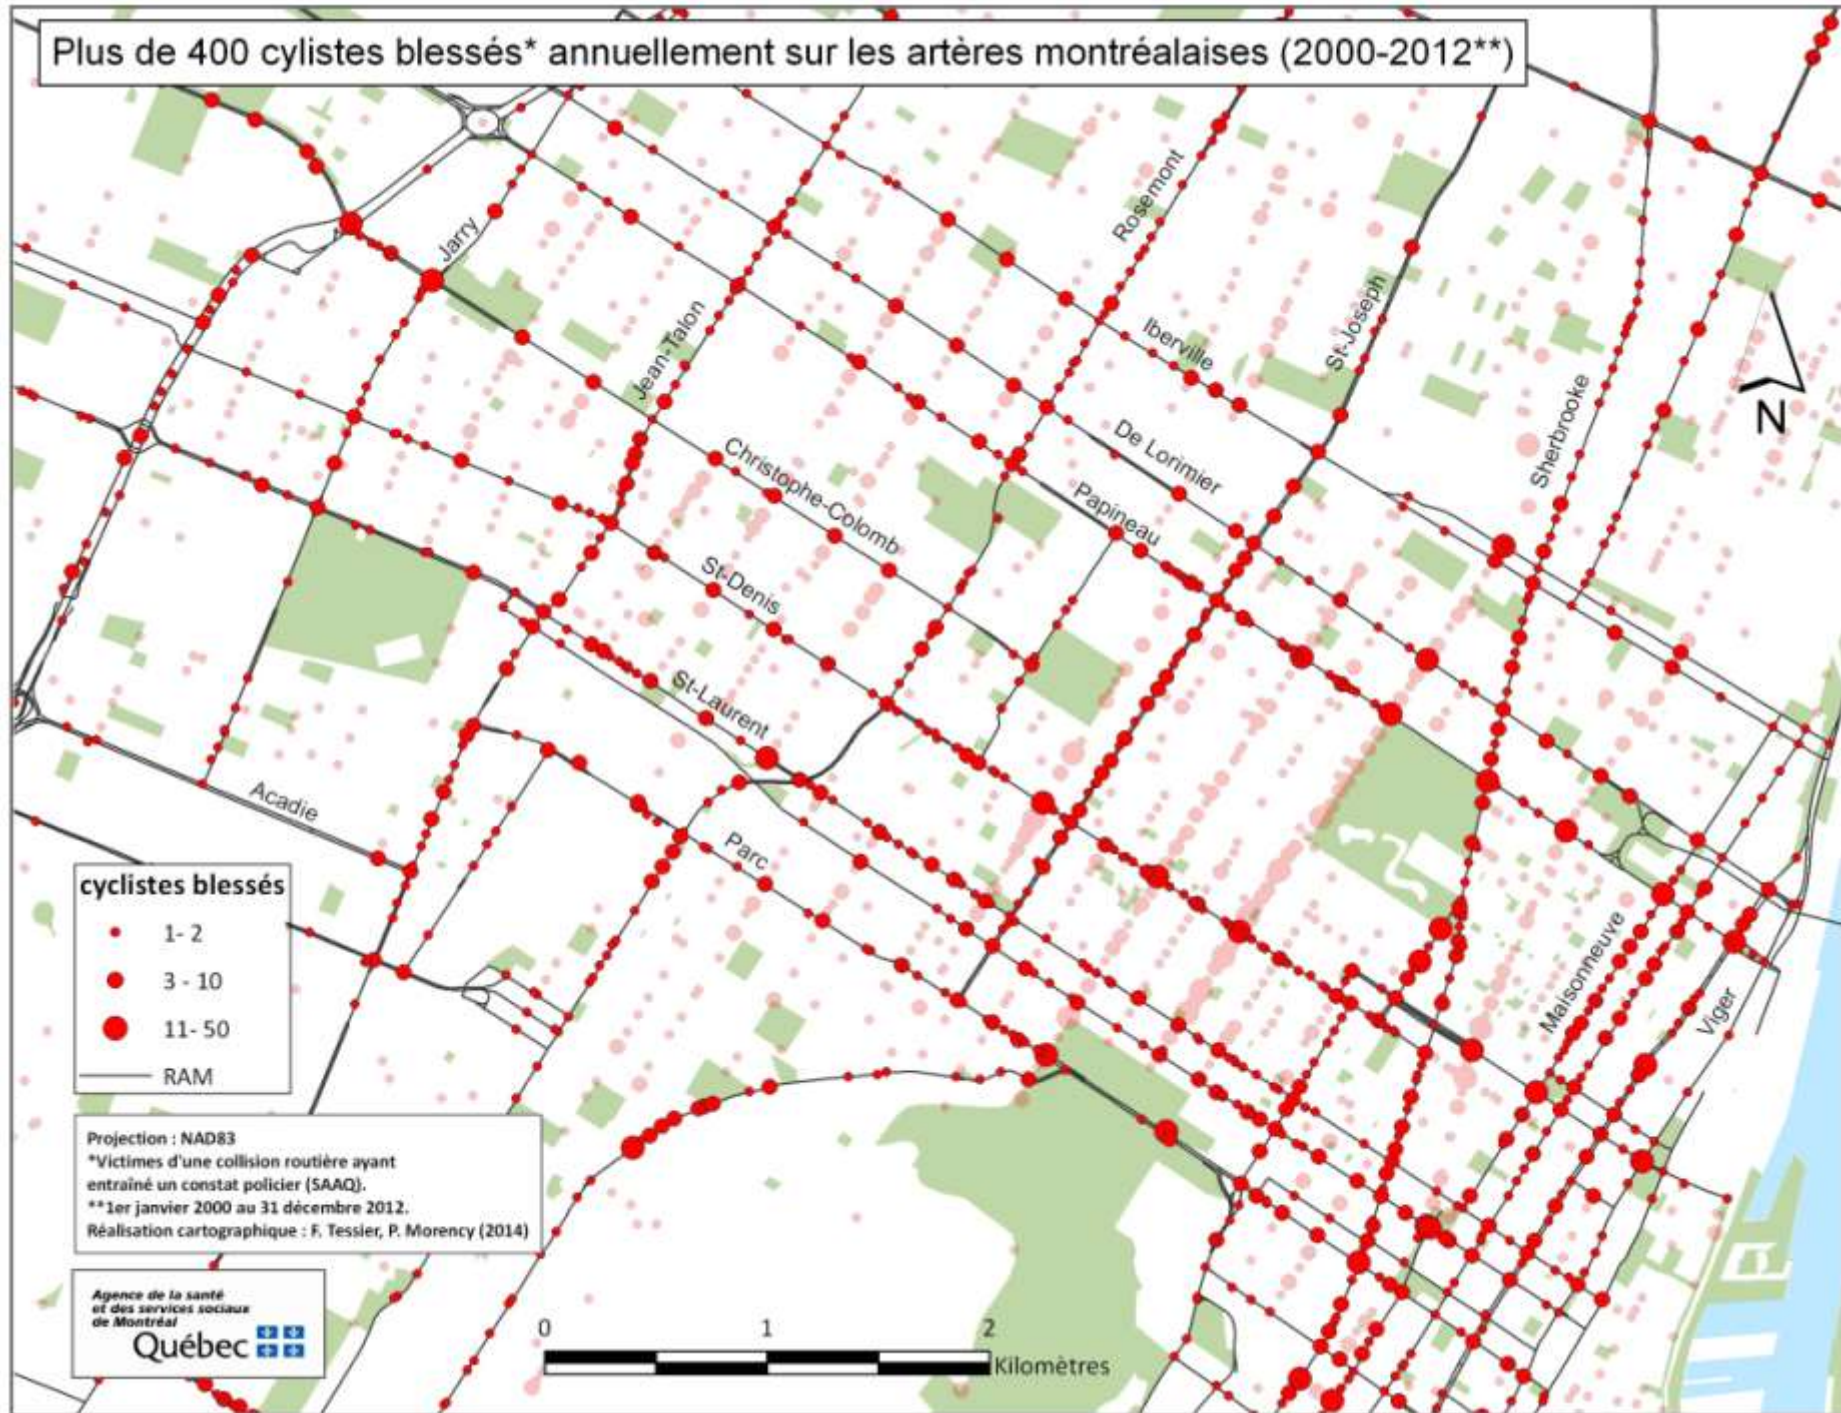 Plus de 400 cyclistes blessés* annuellement sur les artères montréalaises (2000-2012**)
Jarry
Rosemont
Jean-Talon
St-Joseph
Iberville
Sherbrooke
N
De Lorimier
Christophe-Colomb
Papineau
St-Denis
St-Laurent
Acadie
Parc
Maisonneuve
Viger
cyclistes blessés
1- 2
3 - 10
11- 50
RAM
Projection : NAD83
*Victimes d'une collision routière ayant
entraîné un constat policier (SAAQ).
**1er janvier 2000 au 31 décembre 2012.
Réalisation cartographique : F. Tessier, P. Morency (2014)
Agence de la santé
et des services sociaux
de Montréal
Québec
0 1 2
Kilomètres